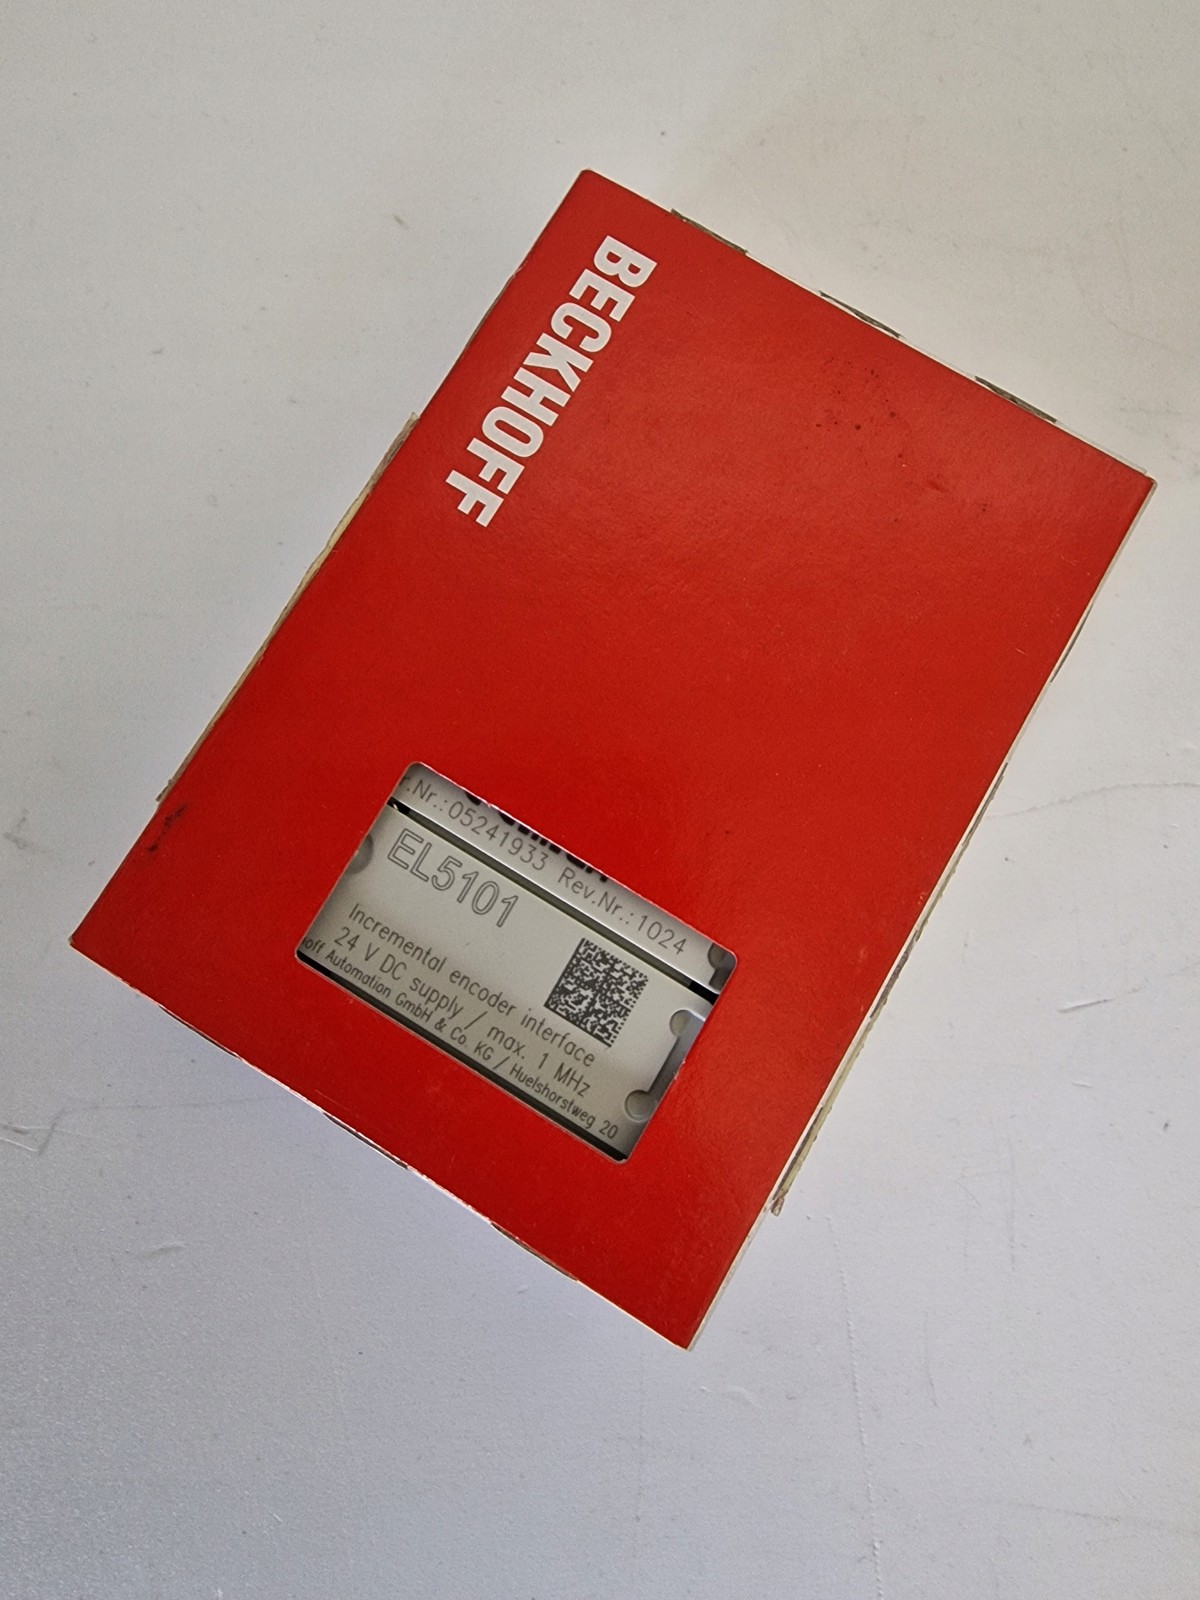 BECKHOFF
r.Nr.:05241933 Rev.Nr.:1024
EL5101
Incremental encoder interface
24 V DC supply / max. 1 MHz
hoff Automation GmbH & Co. KG / Huelshorstweg 20